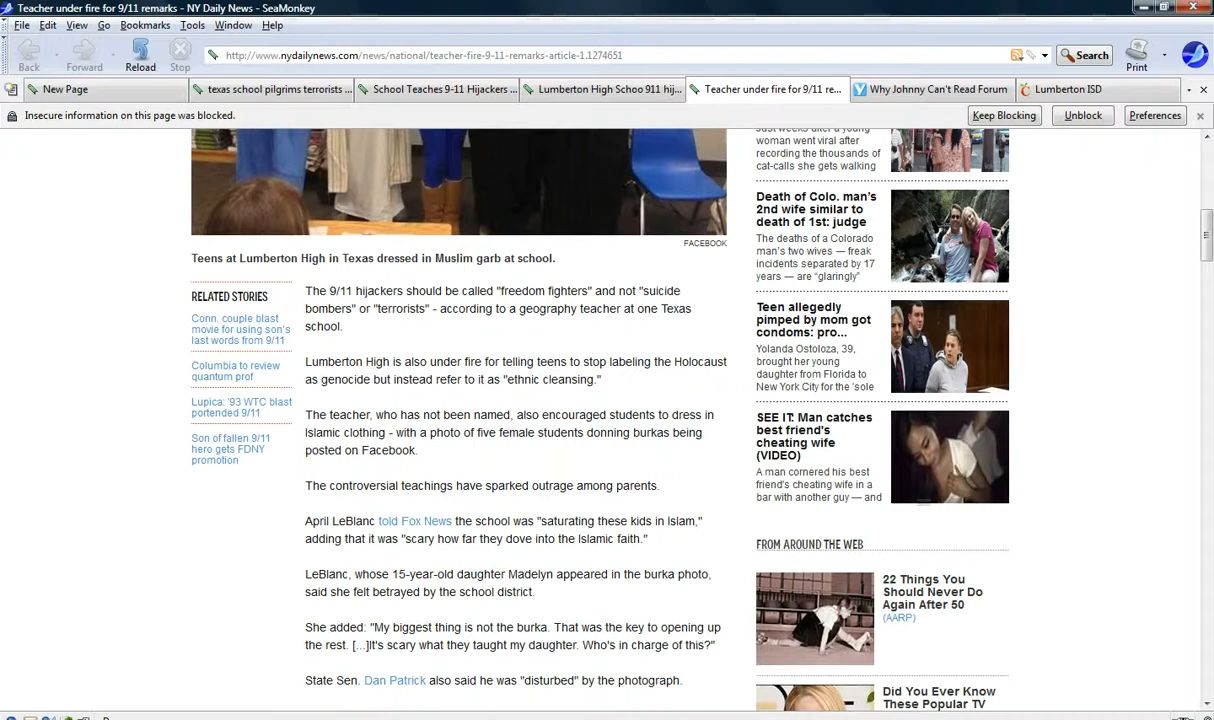 Teacher under fire for 9/11 remarks - NY Daily News - SeaMonkey
File Edit View Go Bookmarks Tools Window Help
Back Forward Reload Stop
http://www.nydailynews.com/news/national/teacher-fire-9-11-remarks-article-1.1274651
Search
Print
New Page
texas school pilgrims terrorists ...
School Teaches 9-11 Hijackers ...
Lumberton High Schoo 911 hij...
Teacher under fire for 9/11 re...
Why Johnny Can't Read Forum
Lumberton ISD
Insecure information on this page was blocked.
Keep Blocking
Unblock
Preferences
FACEBOOK
Teens at Lumberton High in Texas dressed in Muslim garb at school.
RELATED STORIES
Conn. couple blast
movie for using son's
last words from 9/11
Columbia to review
quantum prof
Lupica: '93 WTC blast
portended 9/11
Son of fallen 9/11
hero gets FDNY
promotion
The 9/11 hijackers should be called "freedom fighters" and not "suicide
bombers" or "terrorists" - according to a geography teacher at one Texas
school.
Lumberton High is also under fire for telling teens to stop labeling the Holocaust
as genocide but instead refer to it as "ethnic cleansing."
The teacher, who has not been named, also encouraged students to dress in
Islamic clothing - with a photo of five female students donning burkas being
posted on Facebook.
The controversial teachings have sparked outrage among parents.
April LeBlanc told Fox News the school was "saturating these kids in Islam,"
adding that it was "scary how far they dove into the Islamic faith."
LeBlanc, whose 15-year-old daughter Madelyn appeared in the burka photo,
said she felt betrayed by the school district.
She added: "My biggest thing is not the burka. That was the key to opening up
the rest. [...]It's scary what they taught my daughter. Who's in charge of this?"
State Sen. Dan Patrick also said he was "disturbed" by the photograph.
Just weeks after a young
woman went viral after
recording the thousands of
cat-calls she gets walking
Death of Colo. man's
2nd wife similar to
death of 1st: judge
The deaths of a Colorado
man's two wives — freak
incidents separated by 17
years — are "glaringly"
Teen allegedly
pimped by mom got
condoms: pro...
Yolanda Ostoloza, 39,
brought her young
daughter from Florida to
New York City for the 'sole
SEE IT: Man catches
best friend's
cheating wife
(VIDEO)
A man cornered his best
friend's cheating wife in a
bar with another guy — and
FROM AROUND THE WEB
22 Things You
Should Never Do
Again After 50
(AARP)
Did You Ever Know
These Popular TV